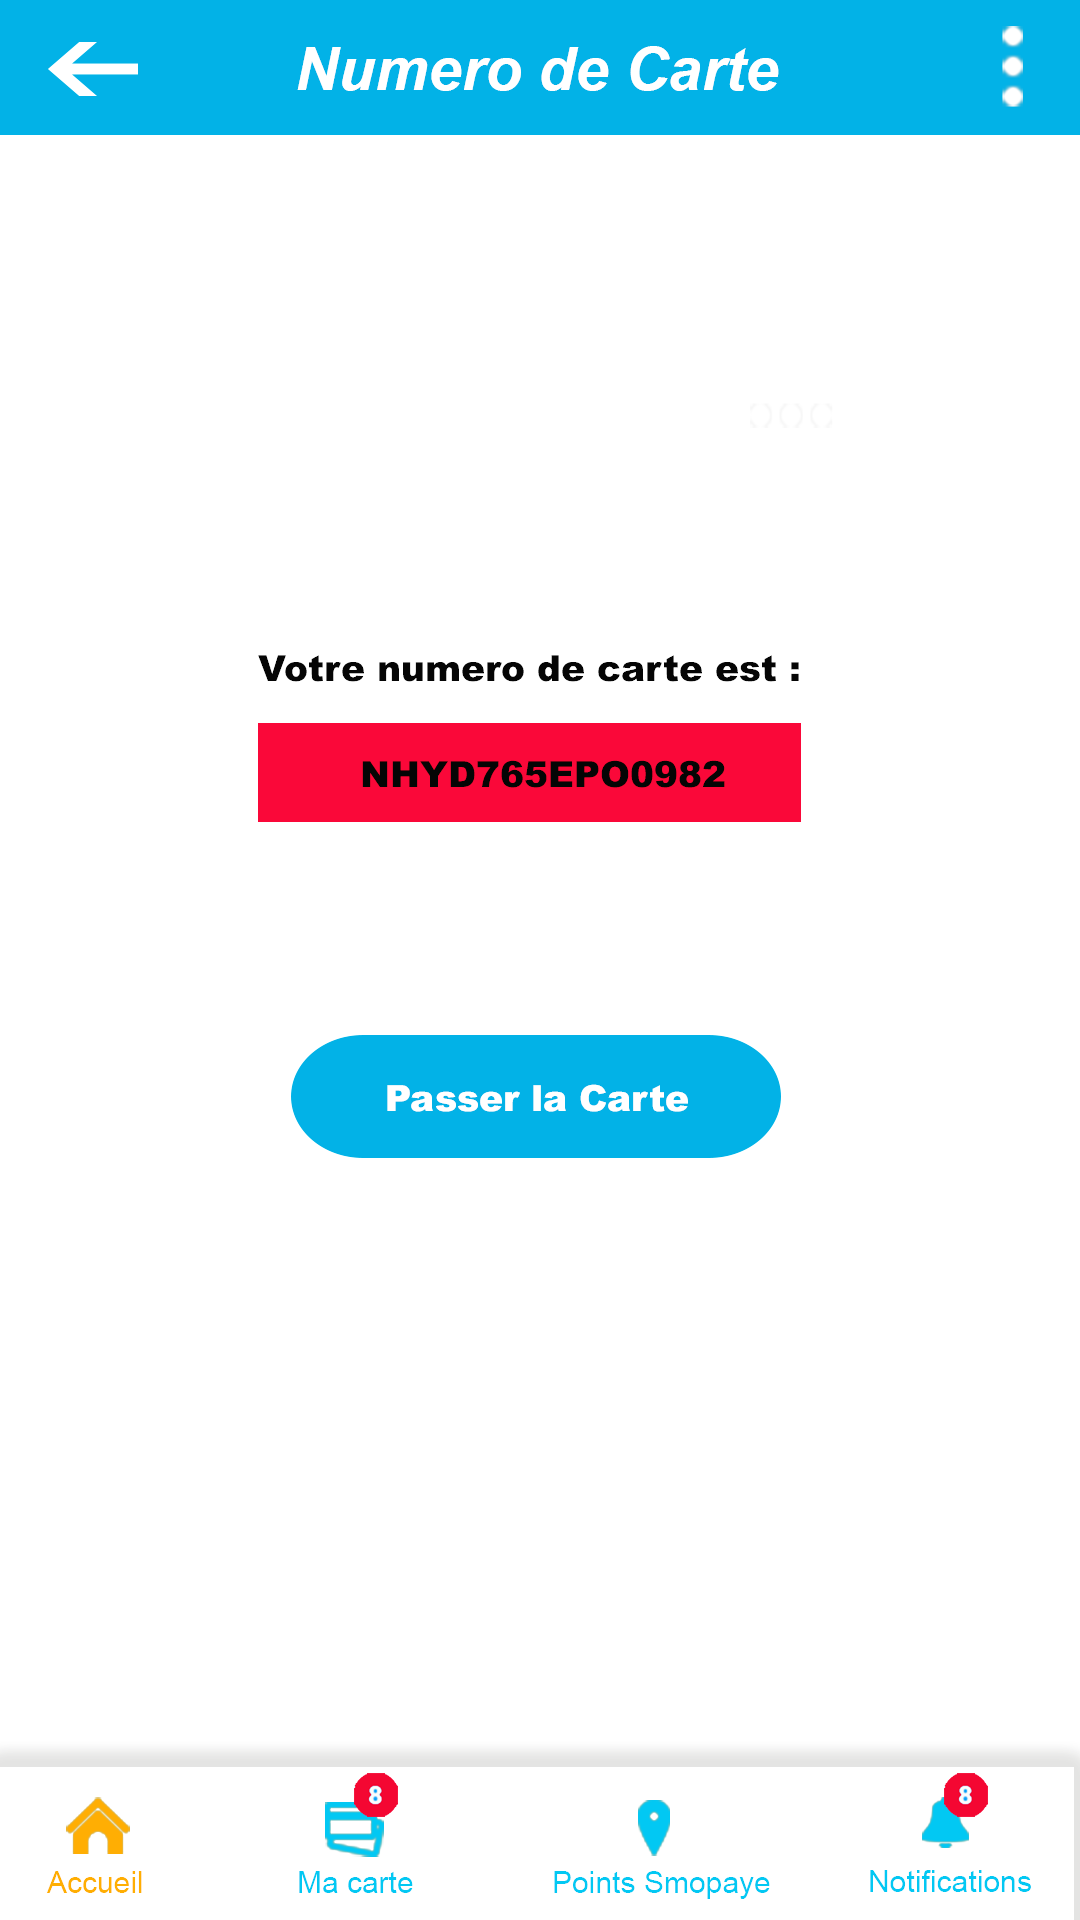 Numero de Carte
Votre numero de carte est :
NHYD765EPO0982
Passer la Carte
8
8
Accueil
Ma carte
Points Smopaye
Notifications